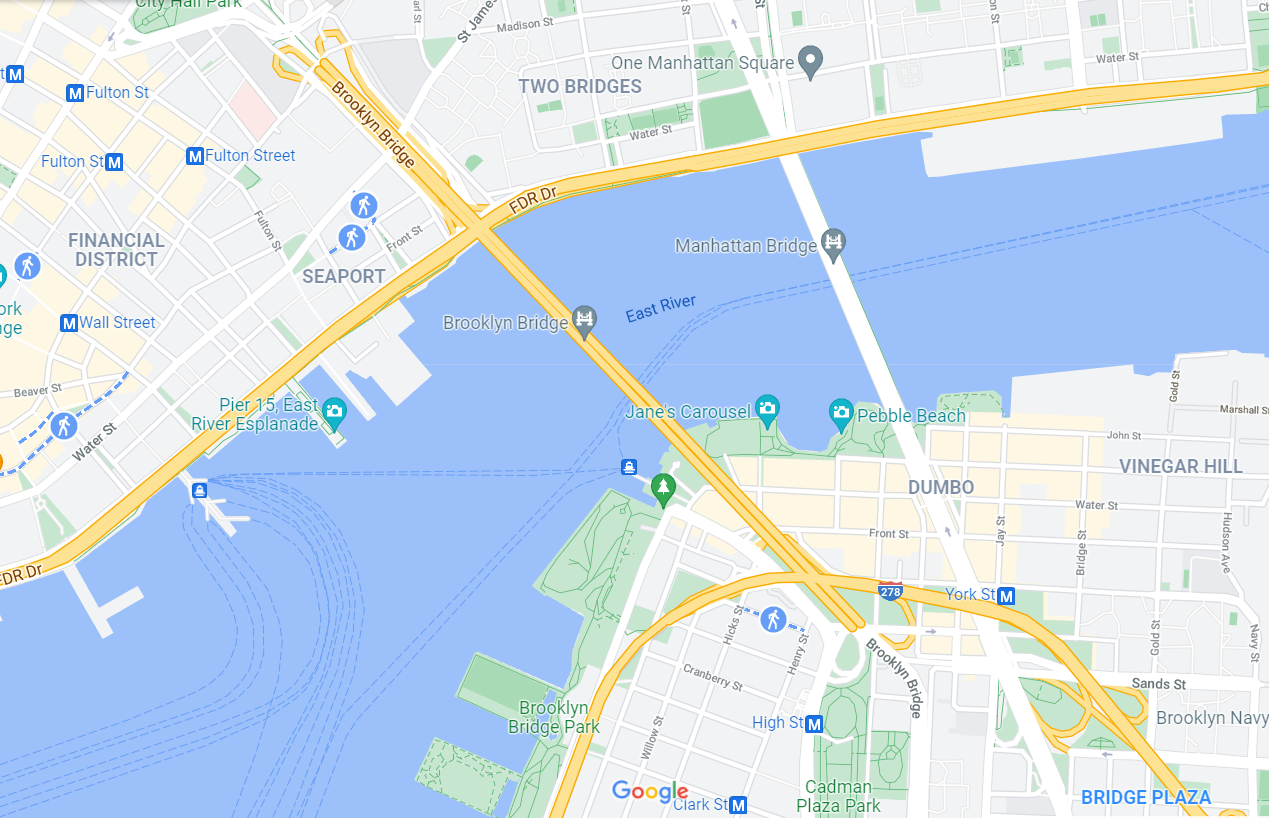 City Hall Park
St James
Madison St
One Manhattan Square
Water St
TWO BRIDGES
Fulton St
Brooklyn Bridge
Water St
Fulton St
Fulton Street
FDR Dr
Fulton St
Front St
FINANCIAL
DISTRICT
SEAPORT
Manhattan Bridge
East River
Brooklyn Bridge
Wall Street
Beaver St
Gold St
Marshall St
Pier 15, East
River Esplanade
Jane's Carousel
Pebble Beach
Water St
John St
VINEGAR HILL
DUMBO
Water St
Front St
Jay St
Bridge St
Hudson Ave
FDR Dr
278
York St
Hicks St
Henry St
Gold St
Navy St
Brooklyn Bridge
Cranberry St
Sands St
Brooklyn
Bridge Park
Willow St
High St
Brooklyn Navy
Google
Clark St
Cadman
Plaza Park
BRIDGE PLAZA